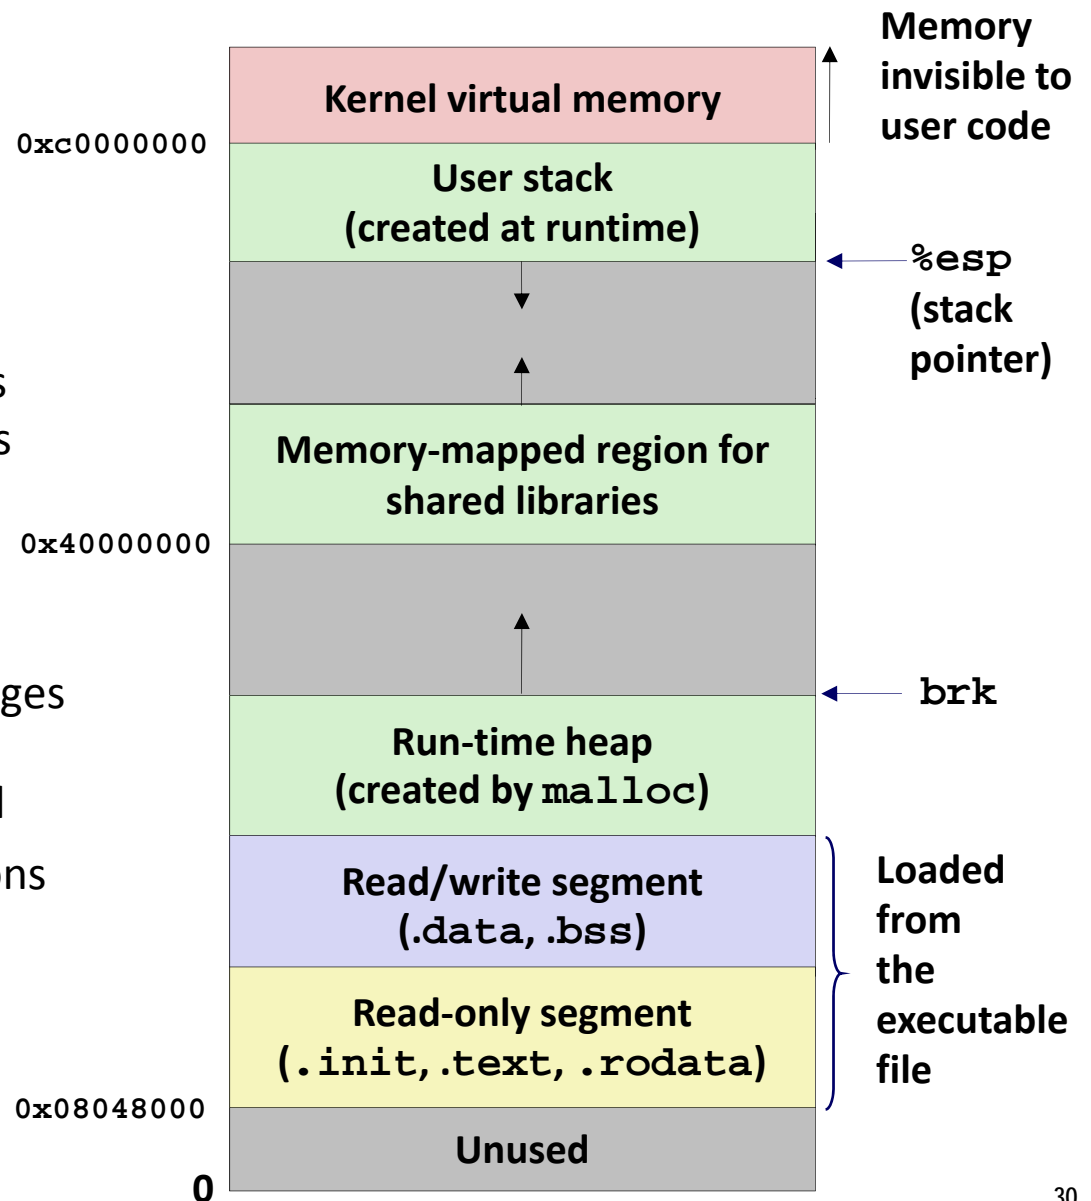 Memory
invisible to
user code
Kernel virtual memory
0xc0000000
User stack
(created at runtime)
%esp
(stack
pointer)
s
s
Memory-mapped region for
shared libraries
0x40000000
ges
brk
Run-time heap
(created by malloc)
l
ons
Read/write segment
(.data, .bss)
Loaded
from
the
executable
file
Read-only segment
(.init, .text, .rodata)
0x08048000
Unused
0
30